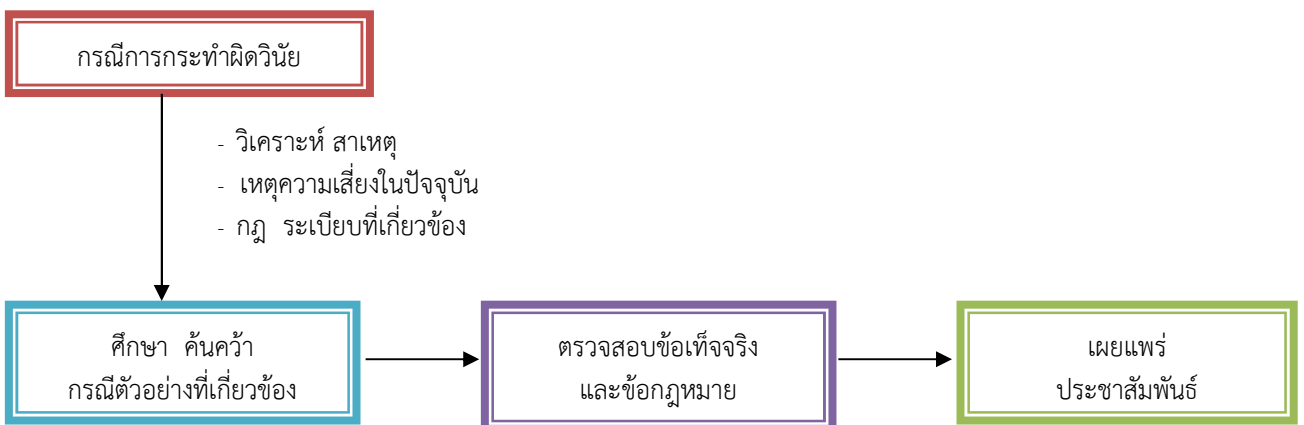 กรณีการกระทำผิดวินัย
- วิเคราะห์ สาเหตุ
- เหตุความเสี่ยงในปัจจุบัน
- กฎ ระเบียบที่เกี่ยวข้อง
ศึกษา ค้นคว้า
กรณีตัวอย่างที่เกี่ยวข้อง
ตรวจสอบข้อเท็จจริง
และข้อกฎหมาย
เผยแพร่
ประชาสัมพันธ์